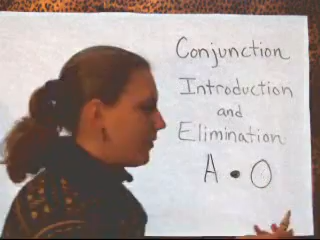 Conjunction
Introduction
and
Elimination
A • O